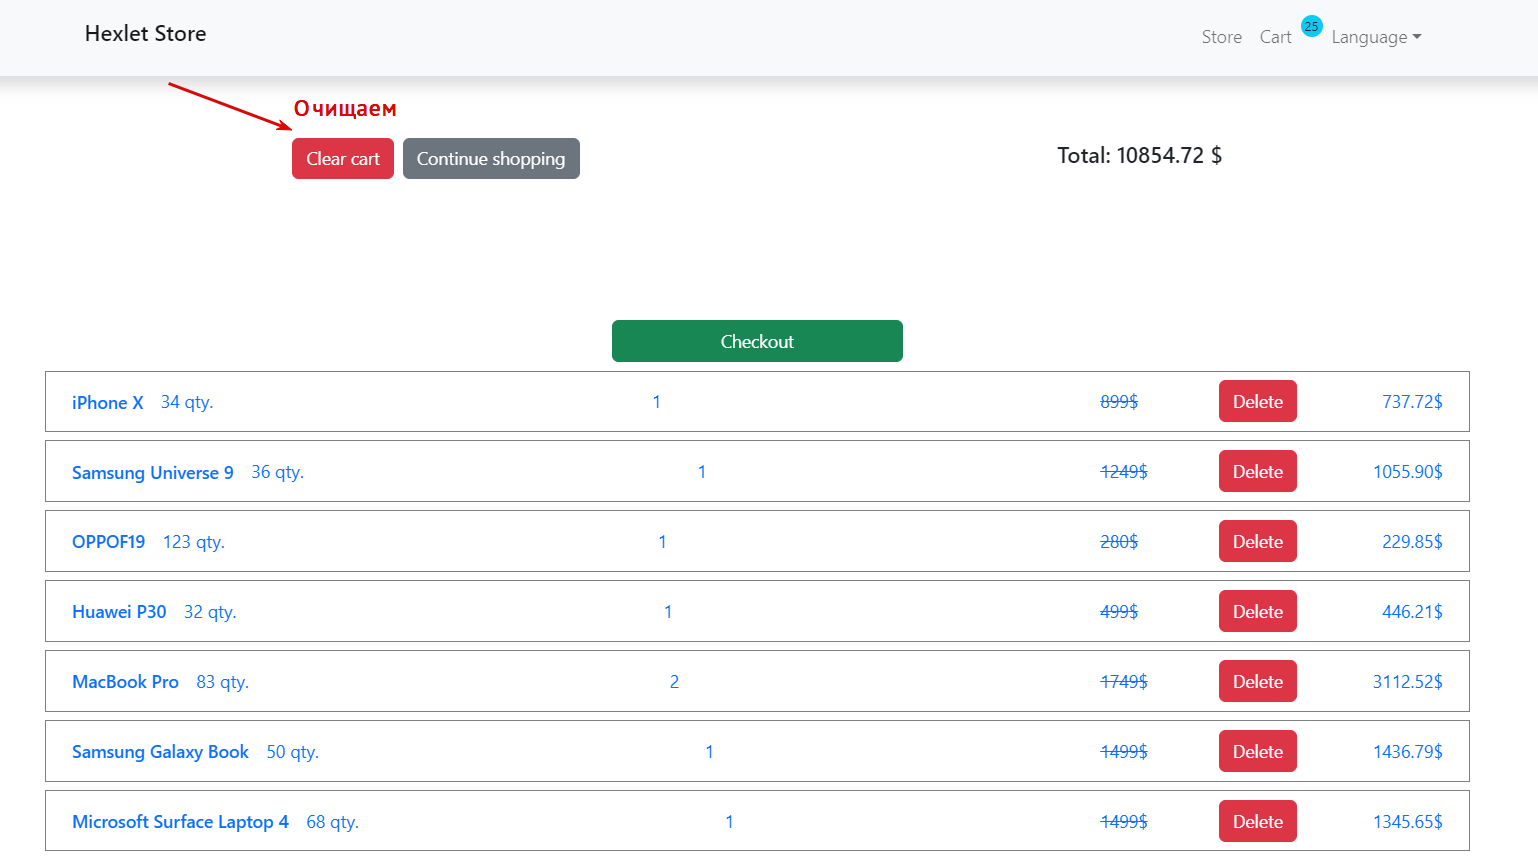 Hexlet Store
Store Cart 25 Language
Очищаем
Clear cart Continue shopping Total: 10854.72 $
Checkout
iPhone X 34 qty. 1 899$ Delete 737.72$
Samsung Universe 9 36 qty. 1 1249$ Delete 1055.90$
OPPOF19 123 qty. 1 280$ Delete 229.85$
Huawei P30 32 qty. 1 499$ Delete 446.21$
MacBook Pro 83 qty. 2 1749$ Delete 3112.52$
Samsung Galaxy Book 50 qty. 1 1499$ Delete 1436.79$
Microsoft Surface Laptop 4 68 qty. 1 1499$ Delete 1345.65$